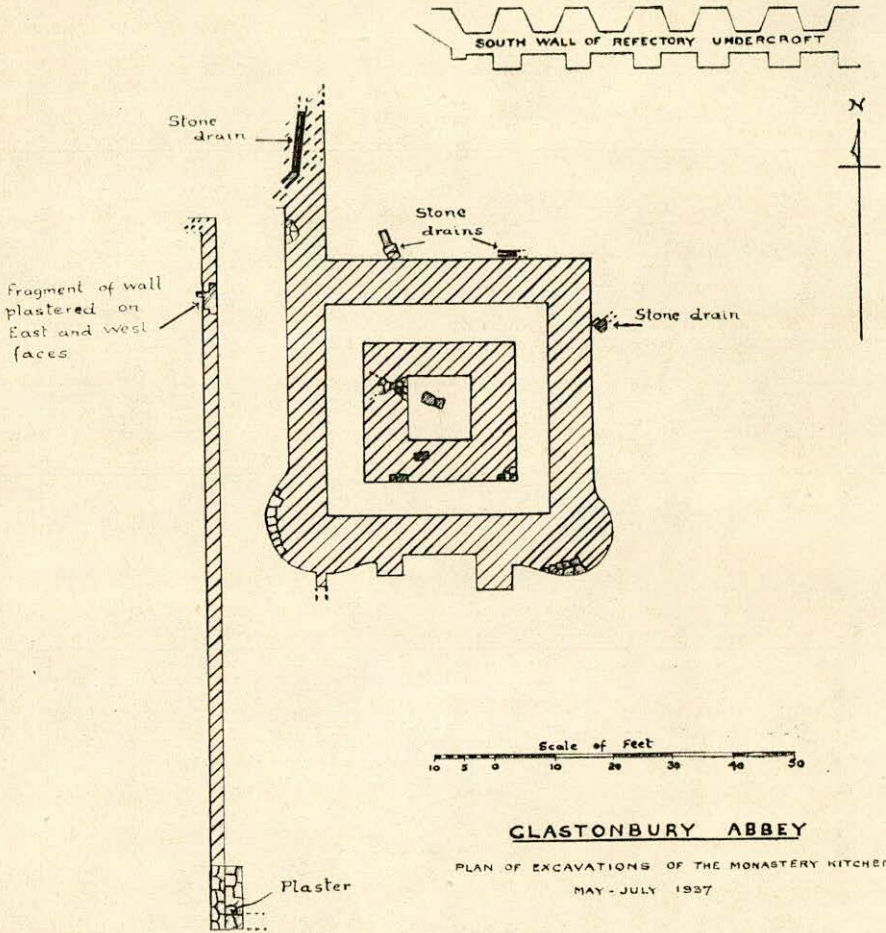 SOUTH WALL OF REFECTORY UNDERCROFT
N
Stone
drain
Stone
drains
Fragment of wall
plastered on
East and West
faces
Stone drain
Scale of Feet
10 5 0 10 20 30 40 50
GLASTONBURY ABBEY
PLAN OF EXCAVATIONS OF THE MONASTERY KITCHEN
MAY - JULY 1937
Plaster